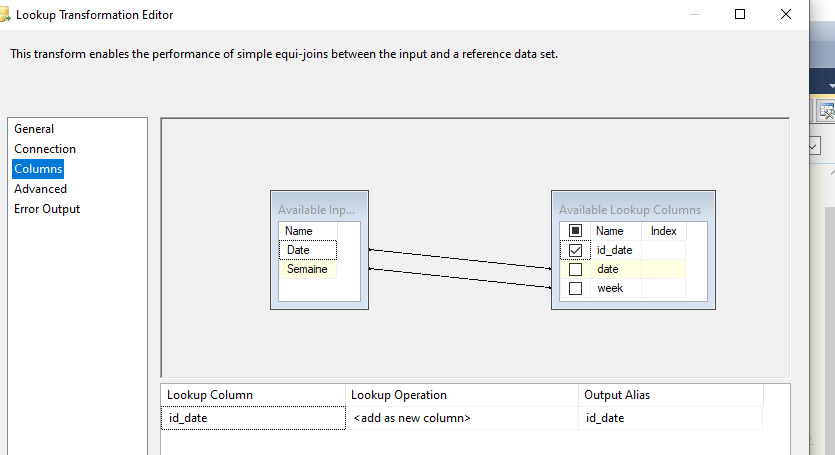 Lookup Transformation Editor
This transform enables the performance of simple equi-joins between the input and a reference data set.
General
Connection
Columns
Advanced
Error Output
Available Inp...
Name
Date
Semaine
Available Lookup Columns
Name Index
id_date
date
week
Lookup Column Lookup Operation Output Alias
id_date <add as new column> id_date